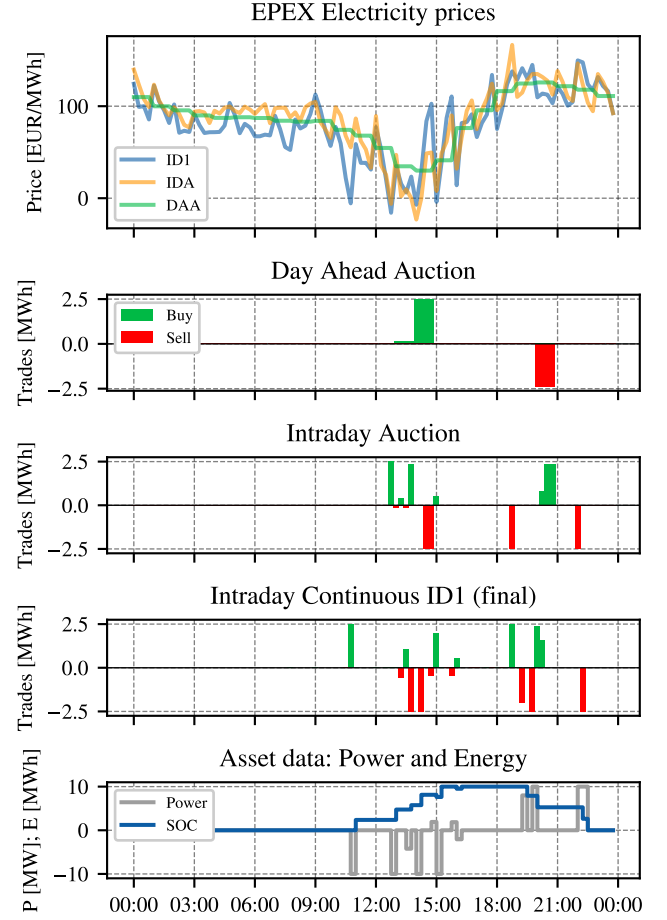 EPEX Electricity prices
Price [EUR/MWh]
100
0
ID1
IDA
DAA
Day Ahead Auction
Trades [MWh]
2.5
0.0
−2.5
Buy
Sell
Intraday Auction
Trades [MWh]
2.5
0.0
−2.5
Intraday Continuous ID1 (final)
Trades [MWh]
2.5
0.0
−2.5
Asset data: Power and Energy
P [MW]; E [MWh]
10
0
−10
Power
SOC
00:00 03:00 06:00 09:00 12:00 15:00 18:00 21:00 00:00